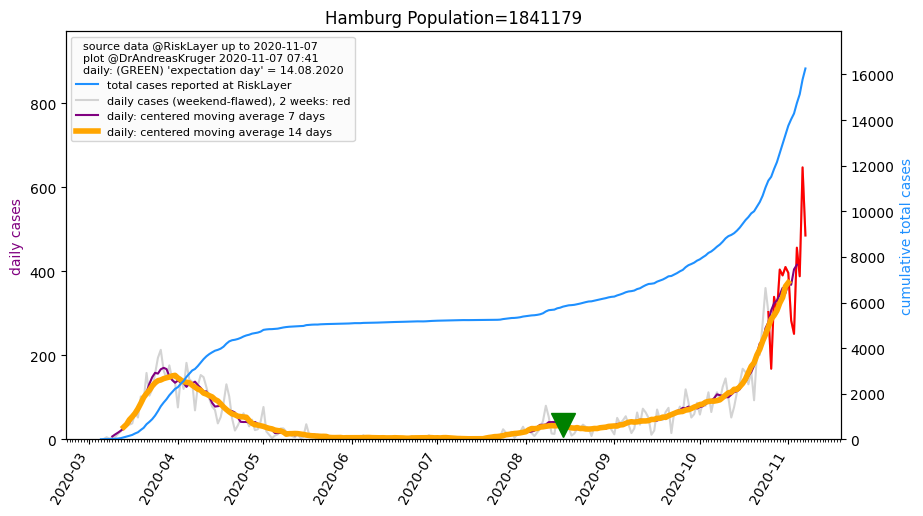 Hamburg Population=1841179
source data @RiskLayer up to 2020-11-07
plot @DrAndreasKruger 2020-11-07 07:41
daily: (GREEN) 'expectation day' = 14.08.2020
total cases reported at RiskLayer
daily cases (weekend-flawed), 2 weeks: red
daily: centered moving average 7 days
daily: centered moving average 14 days
daily cases
800
600
400
200
0
16000
14000
12000
10000
8000
6000
4000
2000
0
cumulative total cases
2020-03
2020-04
2020-05
2020-06
2020-07
2020-08
2020-09
2020-10
2020-11